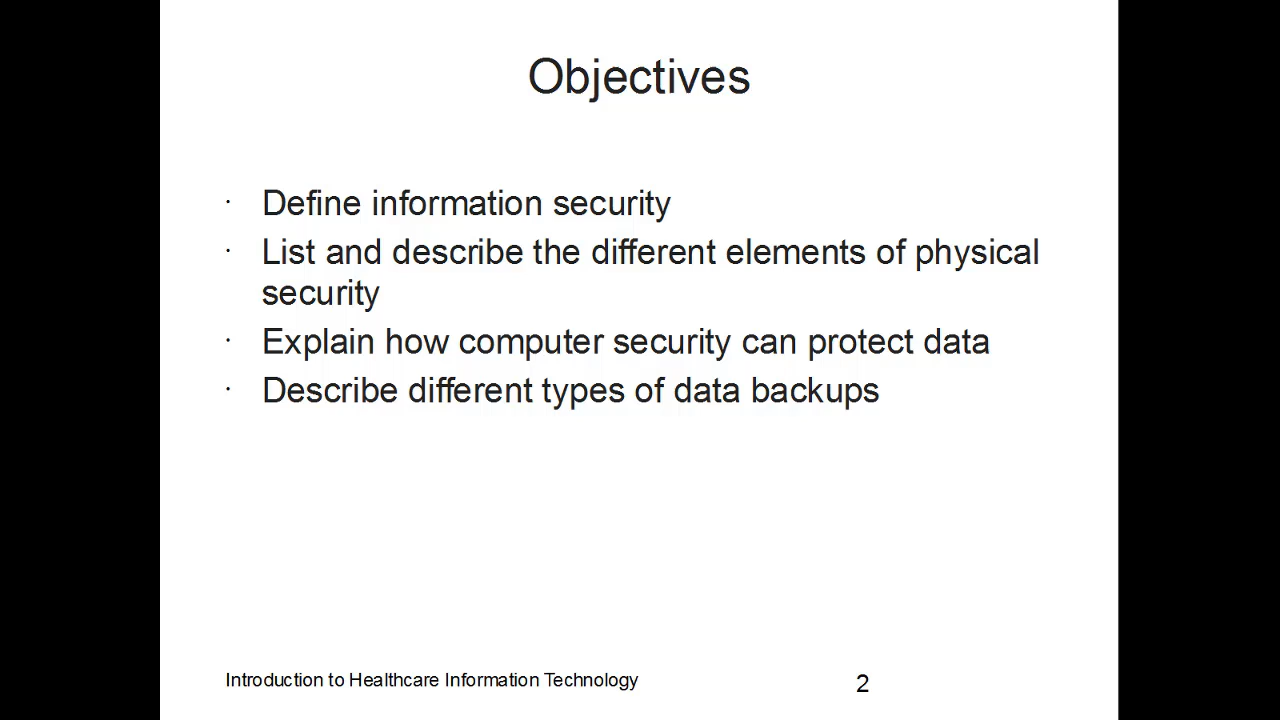 Objectives
· Define information security
· List and describe the different elements of physical
security
· Explain how computer security can protect data
· Describe different types of data backups
Introduction to Healthcare Information Technology
2